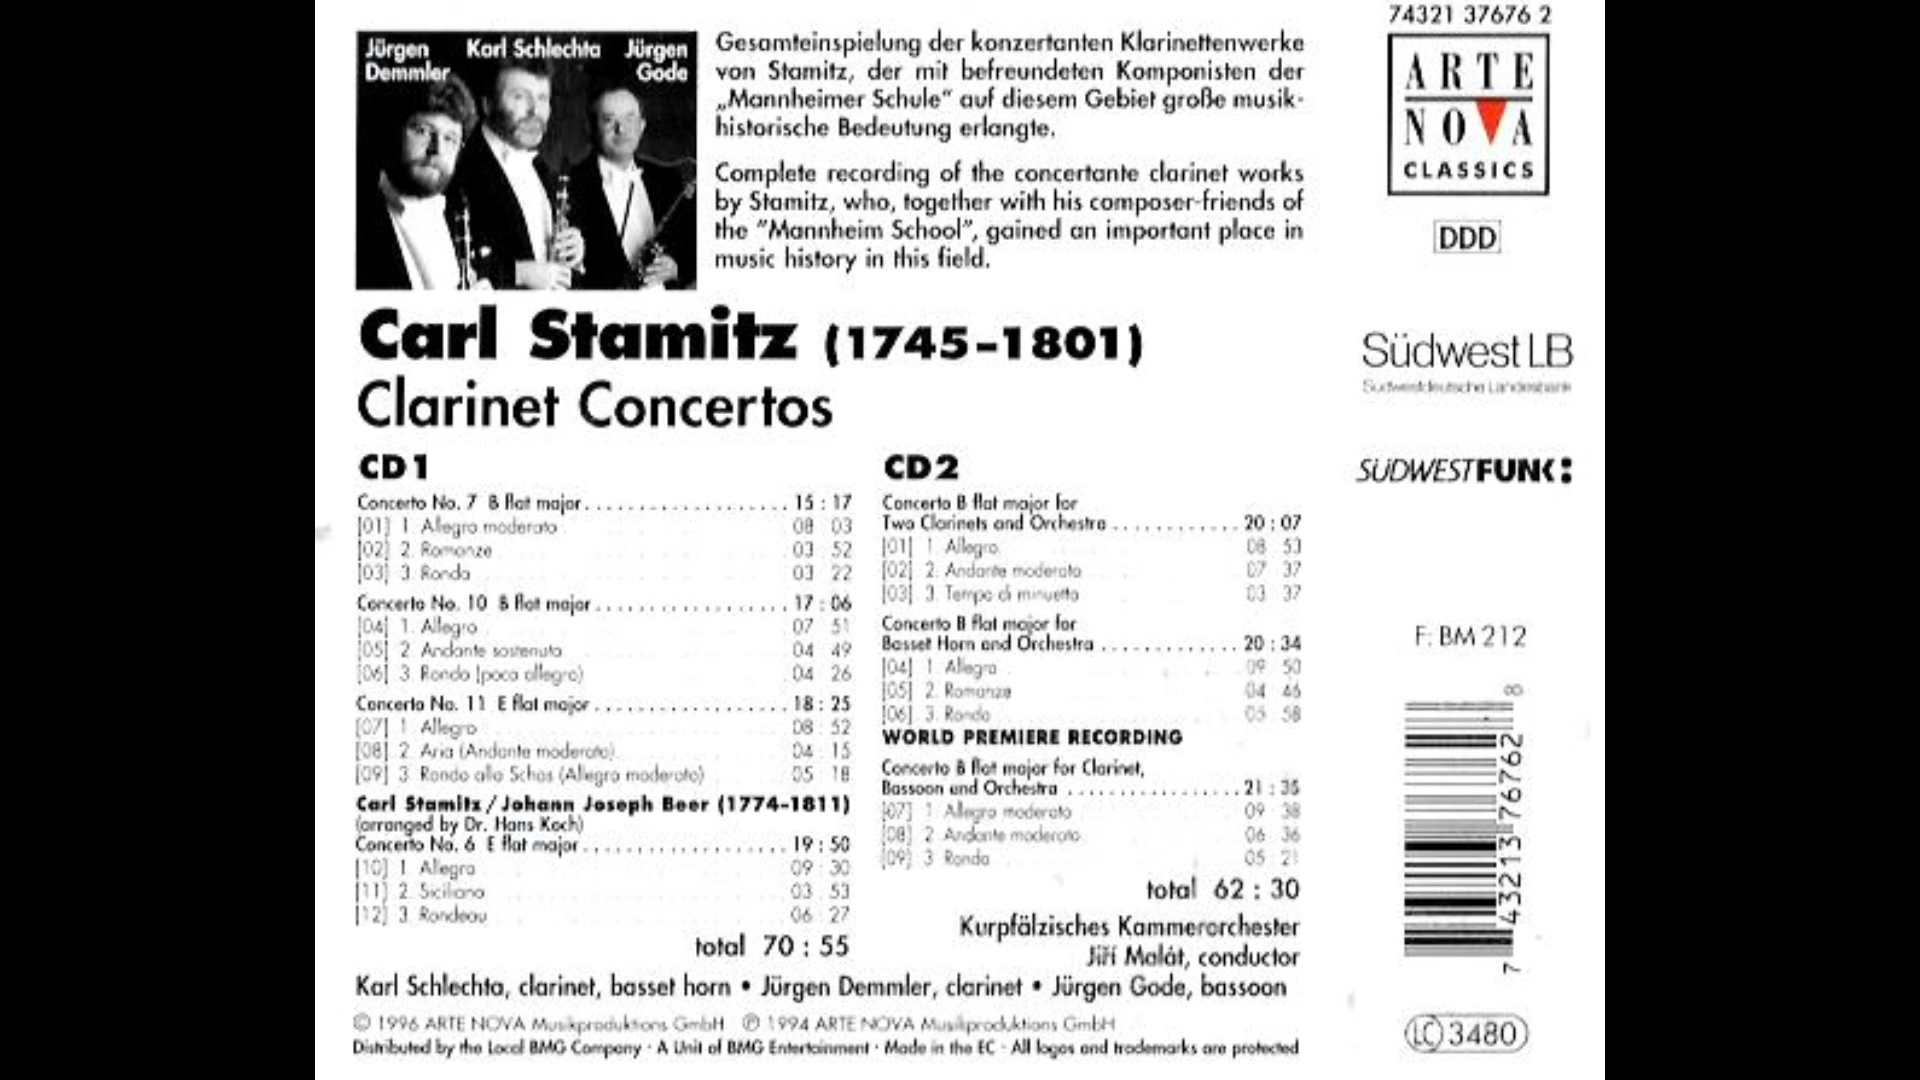 Jürgen Demmler
Karl Schlechta
Jürgen Gode
Gesamteinspielung der konzertanten Klarinettenwerke
von Stamitz, der mit befreundeten Komponisten der
„Mannheimer Schule“ auf diesem Gebiet große musik-
historische Bedeutung erlangte.
Complete recording of the concertante clarinet works
by Stamitz, who, together with his composer-friends of
the "Mannheim School", gained an important place in
music history in this field.
Carl Stamitz (1745-1801)
Clarinet Concertos
CD 1
Concerto No. 7 B flat major.................. 15 : 17
[01] 1. Allegro moderato 08 03
[02] 2. Romanze 03 52
[03] 3. Rondo 03 22
Concerto No. 10 B flat major................. 17 : 06
[04] 1. Allegro 07 51
[05] 2. Andante sostenuto 04 49
[06] 3. Rondo (poco allegro) 04 26
Concerto No. 11 E flat major................. 18 : 25
[07] 1 Allegro 08 52
[08] 2 Aria (Andante moderato) 04 15
[09] 3 Rondo alla Schas (Allegro moderato) 05 18
Carl Stamitz / Johann Joseph Beer (1774-1811)
(arranged by Dr. Hans Koch)
Concerto No. 6 E flat major.................. 19 : 50
[10] 1. Allegro 09 30
[11] 2. Siciliano 03 53
[12] 3. Rondeau 06 27
total 70 : 55
CD 2
Concerto B flat major for
Two Clarinets and Orchestra............ 20 : 07
[01] 1. Allegro 08 53
[02] 2. Andante moderato 07 37
[03] 3. Tempo di minuetto 03 37
Concerto B flat major for
Basset Horn and Orchestra............. 20 : 34
[04] 1 Allegro 09 50
[05] 2. Romanze 04 46
[06] 3. Rondo 05 58
WORLD PREMIERE RECORDING
Concerto B flat major for Clarinet,
Bassoon and Orchestra................ 21 : 35
[07] 1 Allegro moderato 09 38
[08] 2 Andante moderato 06 36
[09] 3 Rondo 05 21
total 62 : 30
Kurpfälzisches Kammerorchester
Jiří Malát, conductor
Karl Schlechta, clarinet, basset horn • Jürgen Demmler, clarinet • Jürgen Gode, bassoon
© 1996 ARTE NOVA Musikproduktions GmbH ℗ 1994 ARTE NOVA Musikproduktions GmbH
Distributed by the Local BMG Company · A Unit of BMG Entertainment · Made in the EC · All logos and trademarks are protected
74321 37676 2
ARTE
NOVA
CLASSICS
DDD
Südwest LB
Südwestdeutsche Landesbank
SÜDWESTFUNK:
F: BM 212
7 43213 76762 8
LC 3480